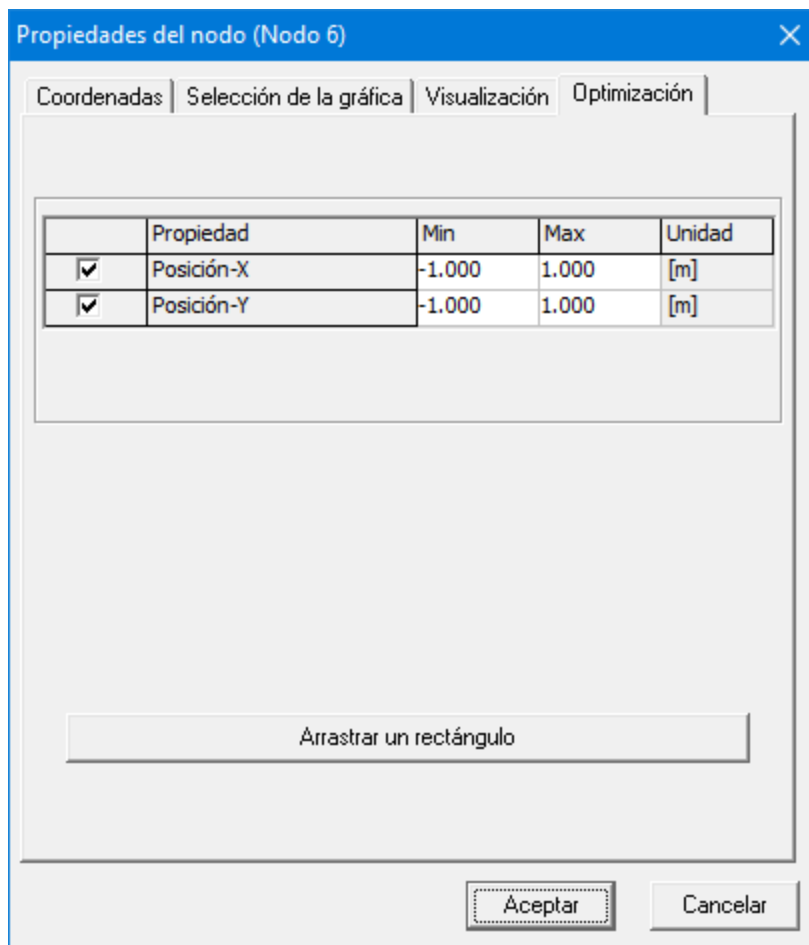 Propiedades del nodo (Nodo 6)
Coordenadas Selección de la gráfica Visualización Optimización
Propiedad Min Max Unidad
Posición-X -1.000 1.000 [m]
Posición-Y -1.000 1.000 [m]
Arrastrar un rectángulo
Aceptar Cancelar